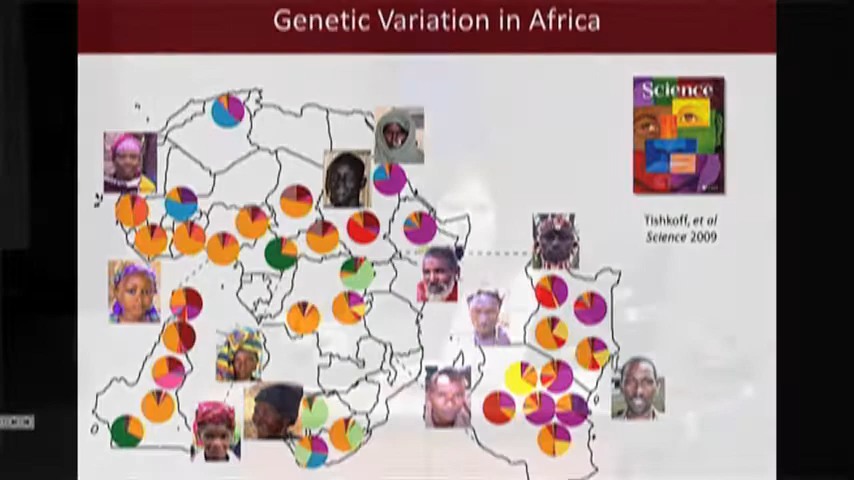 Genetic Variation in Africa
Science
Tishkoff, et al
Science 2009